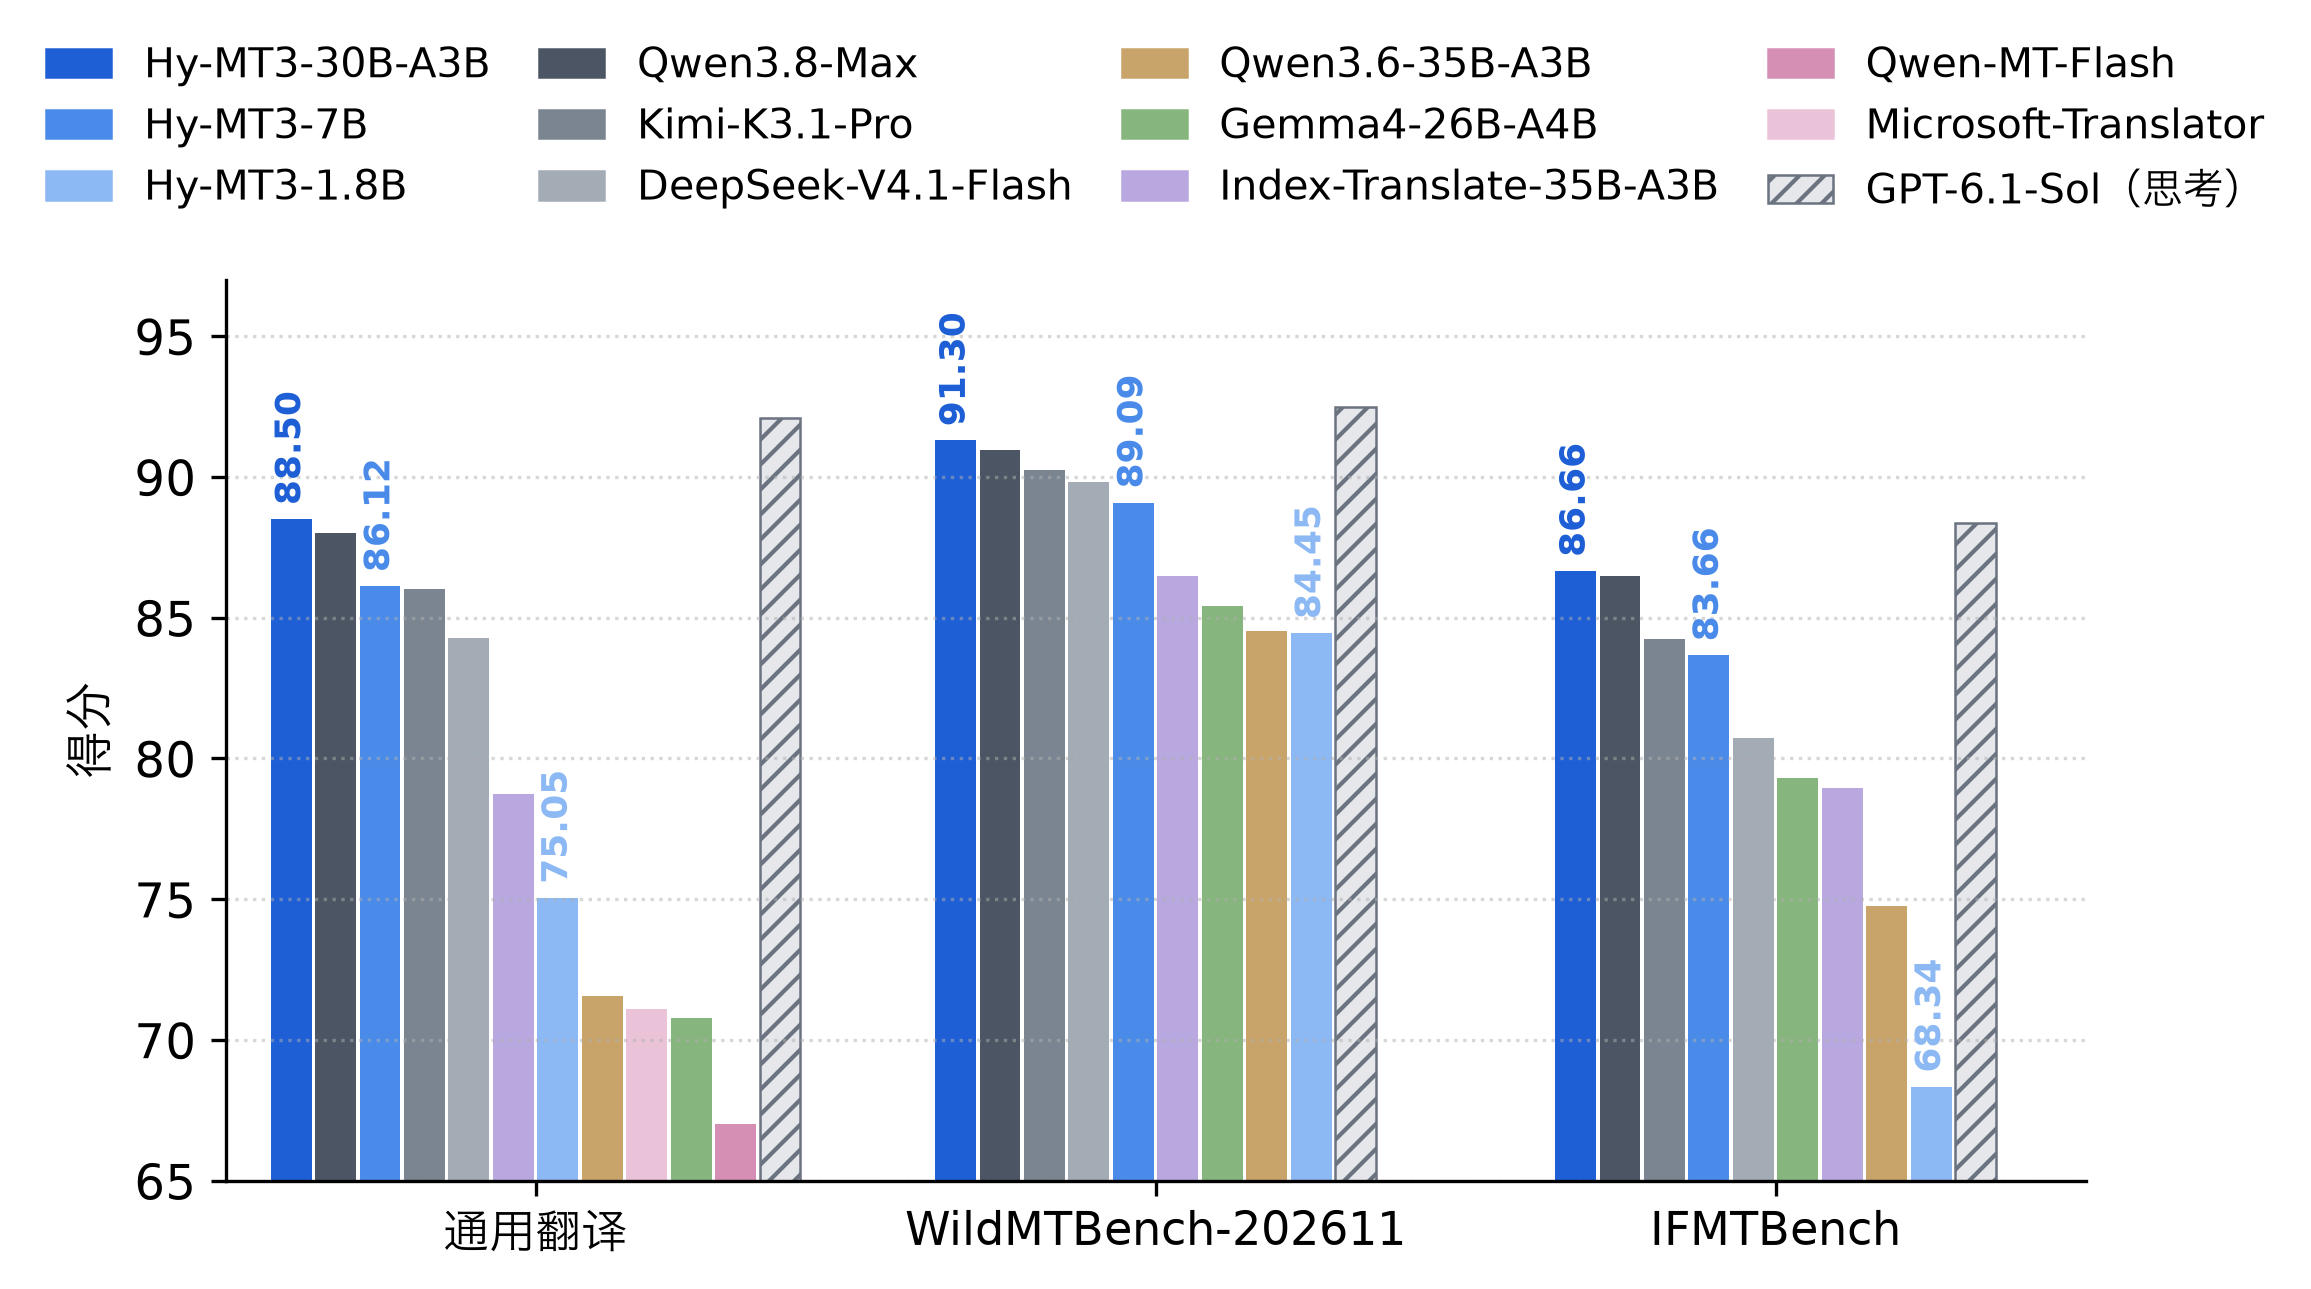 Hy-MT3-30B-A3B
Hy-MT3-7B
Hy-MT3-1.8B
Qwen3.8-Max
Kimi-K3.1-Pro
DeepSeek-V4.1-Flash
Qwen3.6-35B-A3B
Gemma4-26B-A4B
Index-Translate-35B-A3B
Qwen-MT-Flash
Microsoft-Translator
GPT-6.1-Sol（思考）
得分
95
90
85
80
75
70
65
88.50
86.12
75.05
91.30
89.09
84.45
86.66
83.66
68.34
通用翻译
WildMTBench-202611
IFMTBench